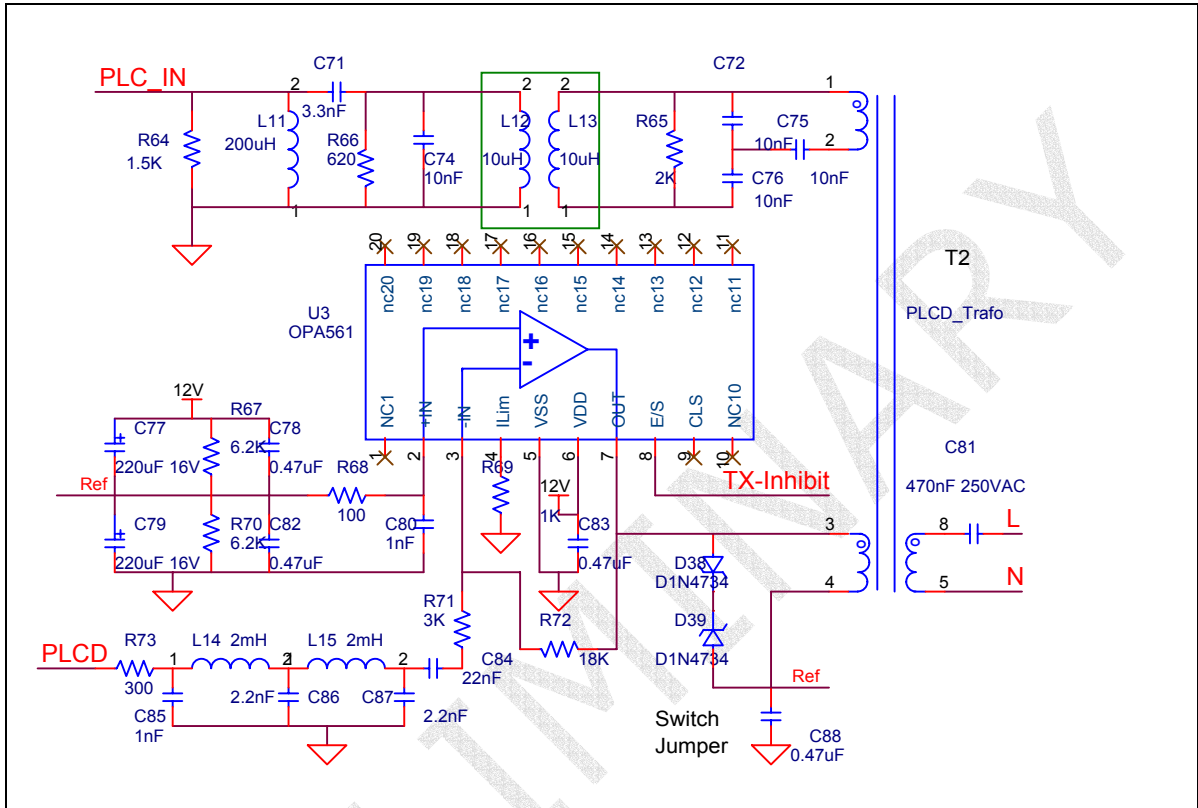 C71
C72
PLC_IN
2
3.3nF
2
2
1
R64
1.5K
L11
200uH
R66
620
C74
10nF
L12
10uH
L13
10uH
R65
2K
10nF
C75
2
10nF
C76
10nF
1
1
1
20
19
18
17
16
15
14
13
12
11
nc20
nc19
nc18
nc17
nc16
nc15
nc14
nc13
nc12
nc11
T2
PLCD_Trafo
U3
OPA561
+
-
NC1
+IN
-IN
ILim
VSS
VDD
OUT
E/S
CLS
NC10
1
2
3
4
5
6
7
8
9
10
12V
C77
220uF 16V
R67
6.2K
C78
0.47uF
Ref
R68
100
C79
220uF 16V
R70
6.2K
C82
0.47uF
C80
1nF
R69
1K
12V
C83
0.47uF
TX-Inhibit
C81
470nF 250VAC
3
8
L
4
5
N
D38
D1N4734
D39
D1N4734
R71
3K
R72
18K
C84
22nF
Ref
PLCD
R73
300
1
L14
2mH
2
1
L15
2mH
2
C85
1nF
2.2nF
C86
C87
2.2nF
Switch
Jumper
C88
0.47uF
IMINARY